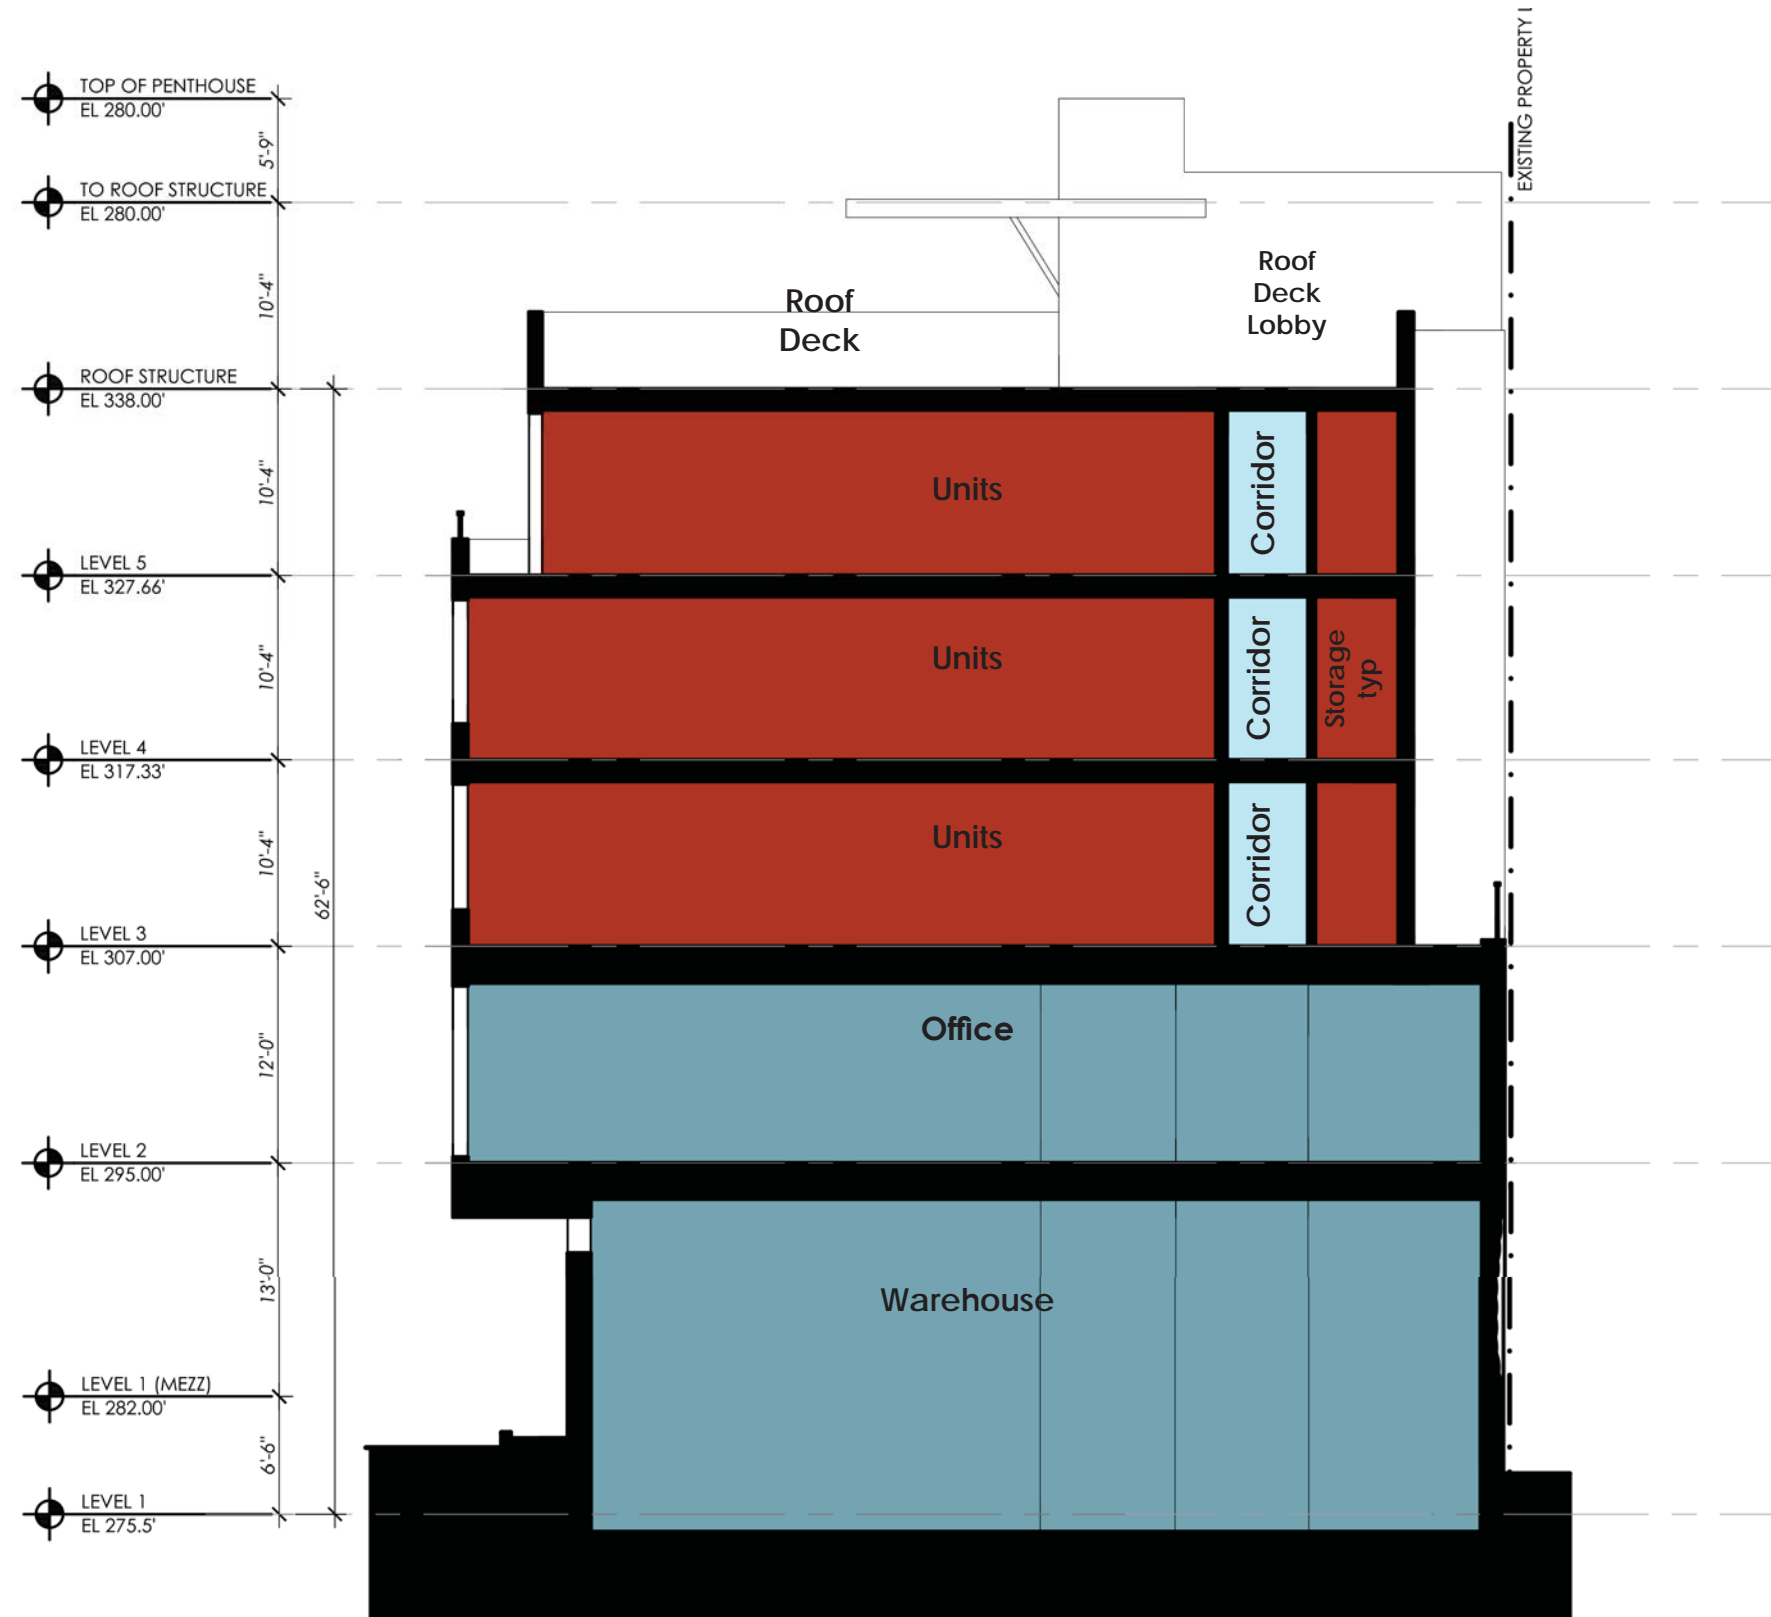 EXISTING PROPERTY L
TOP OF PENTHOUSE
EL 280.00'
5'-9"
TO ROOF STRUCTURE
EL 280.00'
10'-4"
Roof
Deck
Roof
Deck
Lobby
ROOF STRUCTURE
EL 338.00'
10'-4"
Units
Corridor
LEVEL 5
EL 327.66'
10'-4"
Units
Corridor
Storage
typ
LEVEL 4
EL 317.33'
10'-4"
62'-6"
Units
Corridor
LEVEL 3
EL 307.00'
12'-0"
Office
LEVEL 2
EL 295.00'
13'-0"
Warehouse
LEVEL 1 (MEZZ)
EL 282.00'
6'-6"
LEVEL 1
EL 275.5'